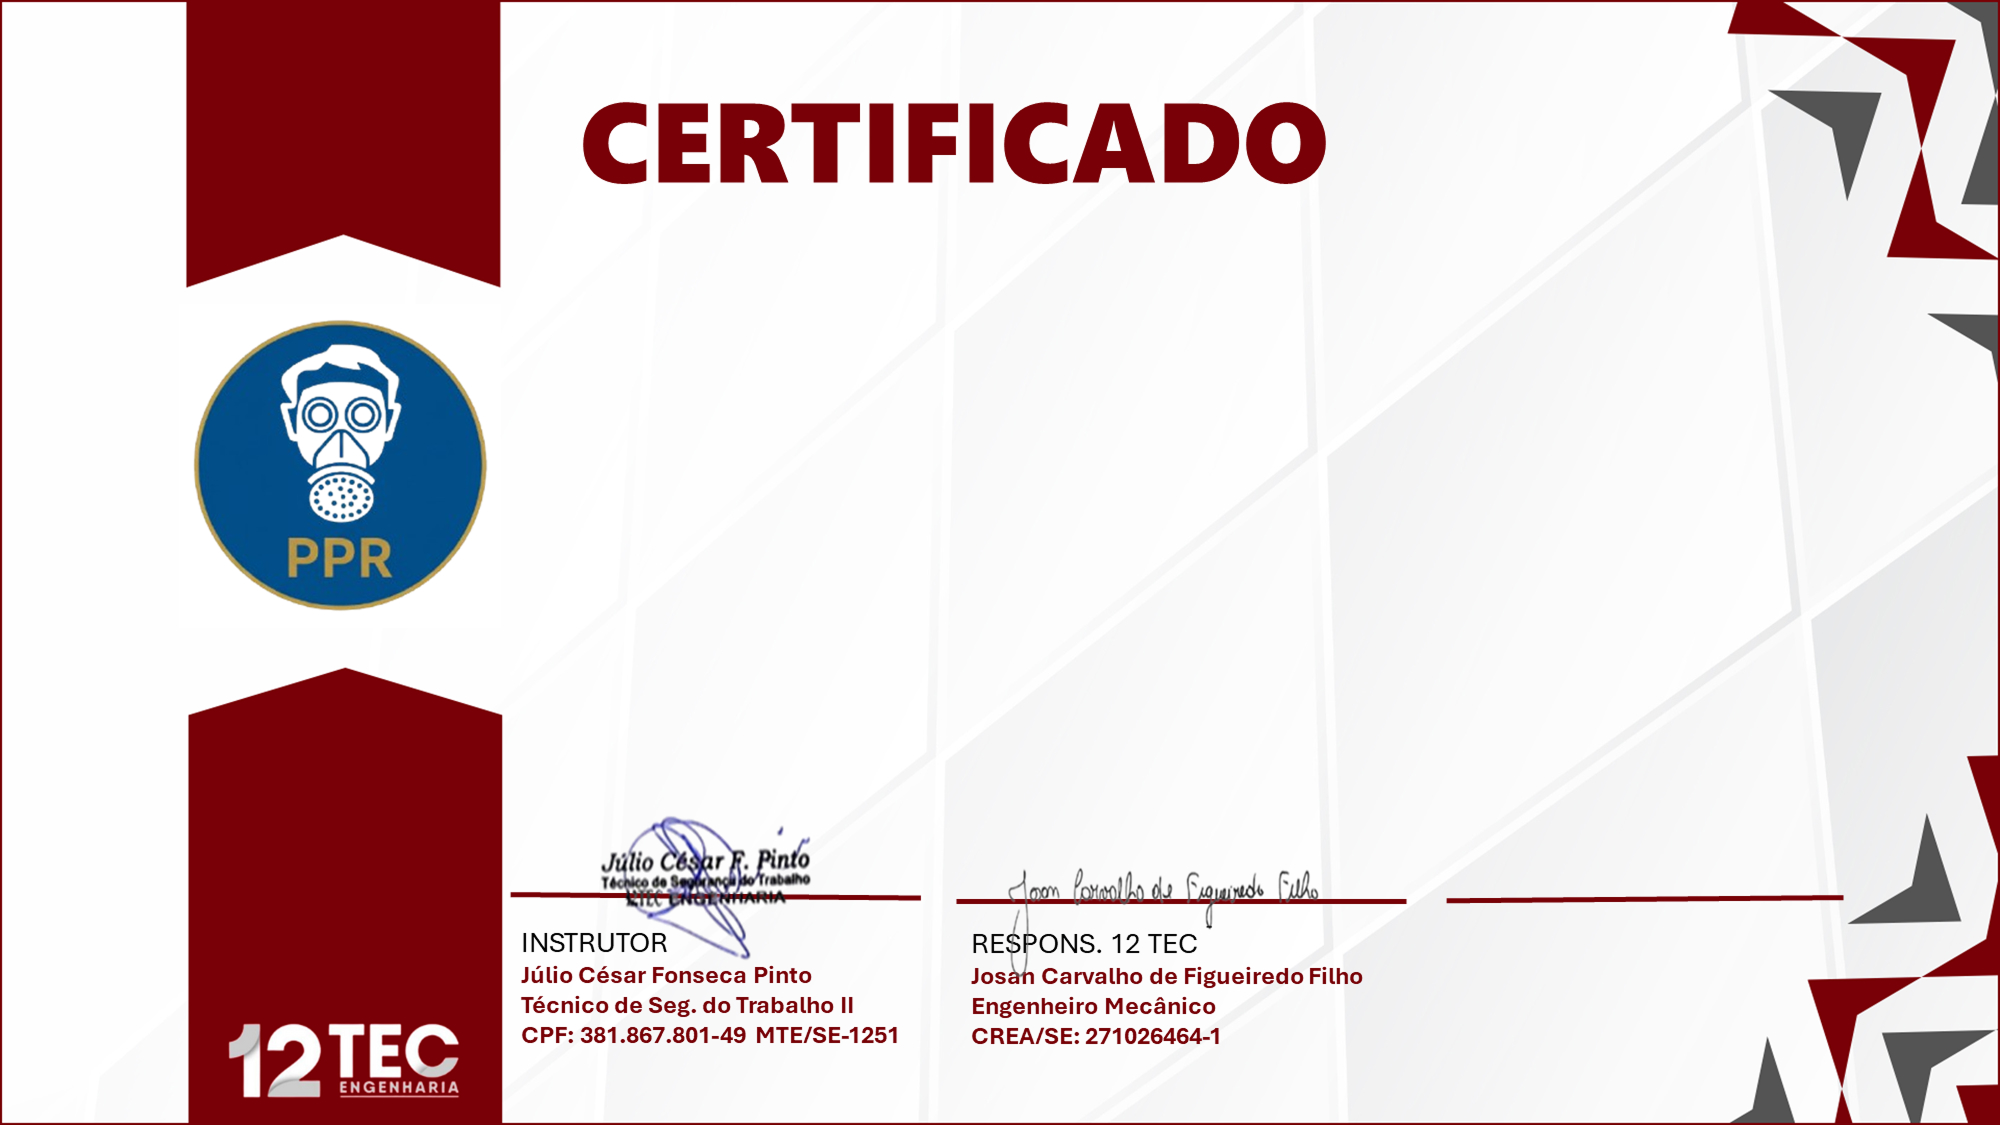 CERTIFICADO
PPR
Júlio César F. Pinto
Técnico de Segurança do Trabalho
12TEC ENGENHARIA
Josan Carvalho de Figueiredo Filho
INSTRUTOR
Júlio César Fonseca Pinto
Técnico de Seg. do Trabalho II
CPF: 381.867.801-49 MTE/SE-1251
RESPONS. 12 TEC
Josan Carvalho de Figueiredo Filho
Engenheiro Mecânico
CREA/SE: 271026464-1
12TEC
ENGENHARIA